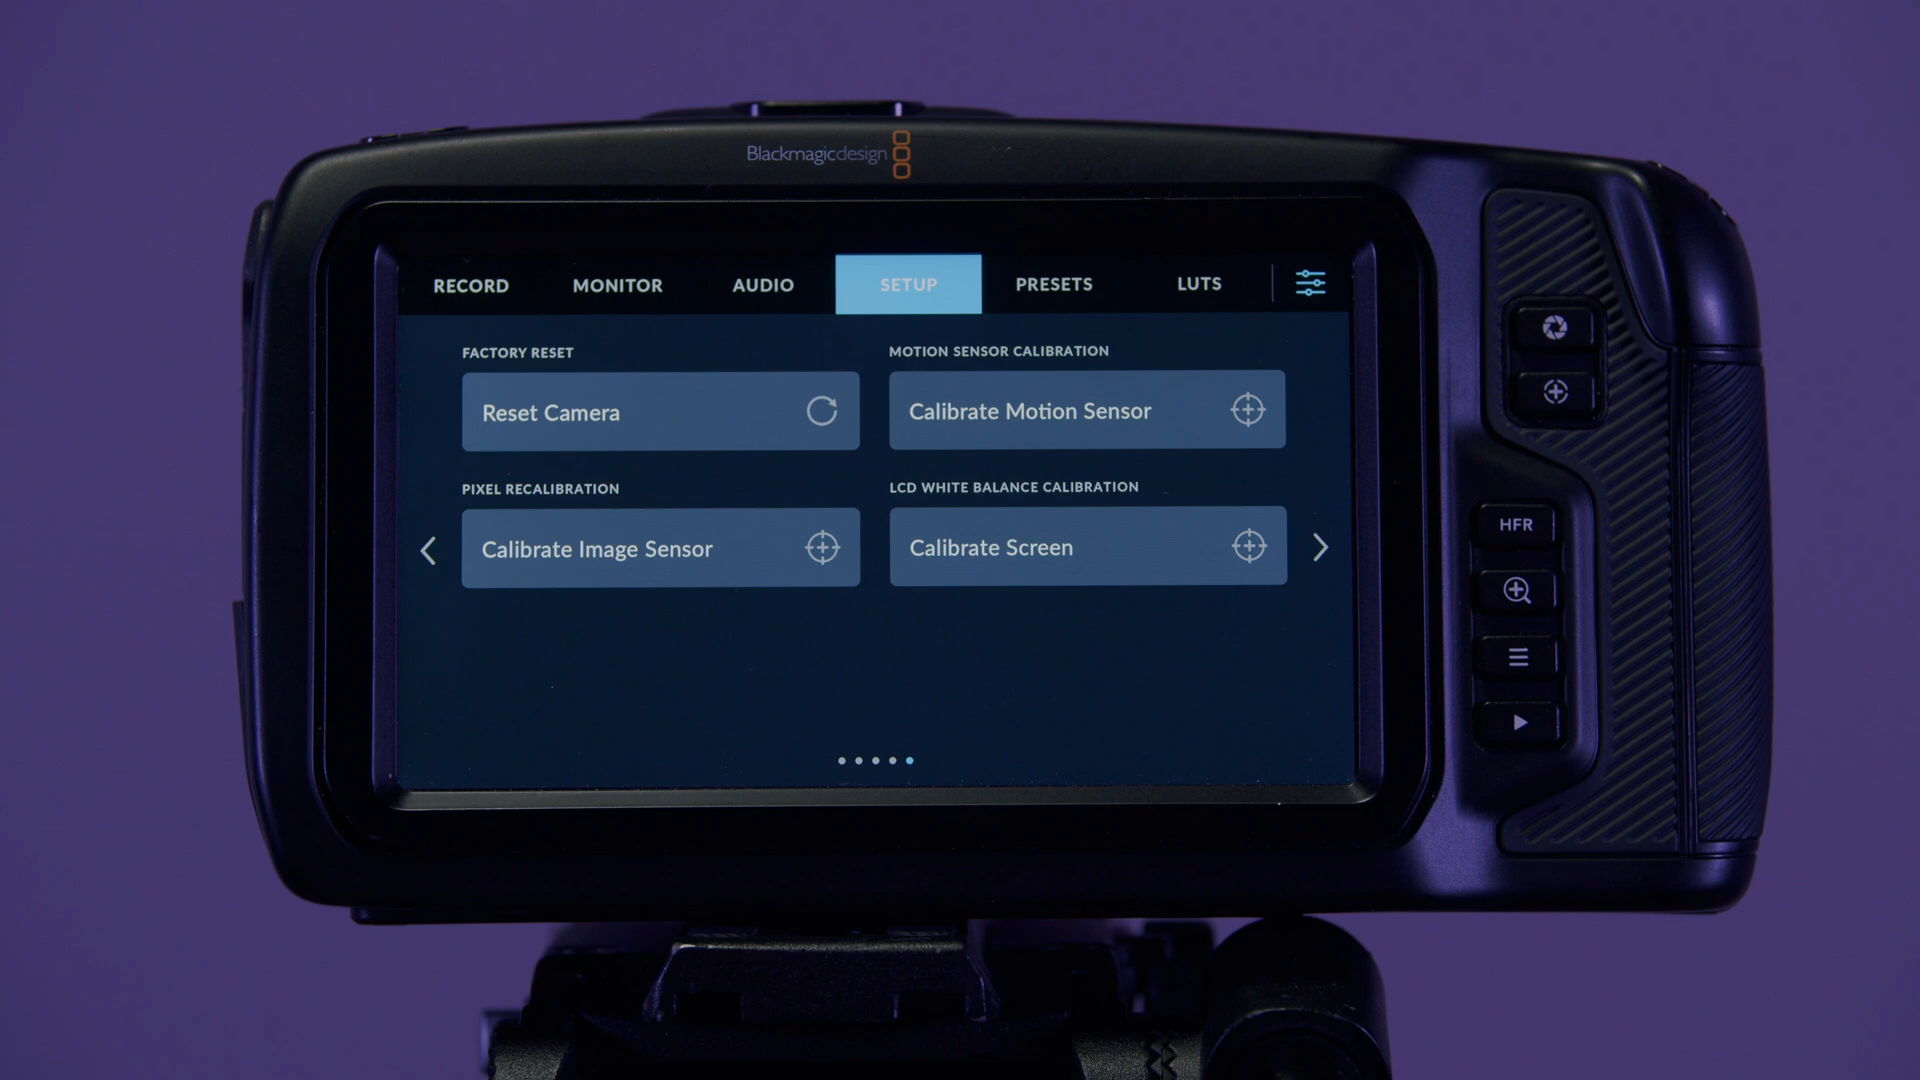 Blackmagicdesign
RECORD MONITOR AUDIO SETUP PRESETS LUTS
FACTORY RESET
MOTION SENSOR CALIBRATION
Reset Camera
Calibrate Motion Sensor
PIXEL RECALIBRATION
LCD WHITE BALANCE CALIBRATION
Calibrate Image Sensor
Calibrate Screen
HFR